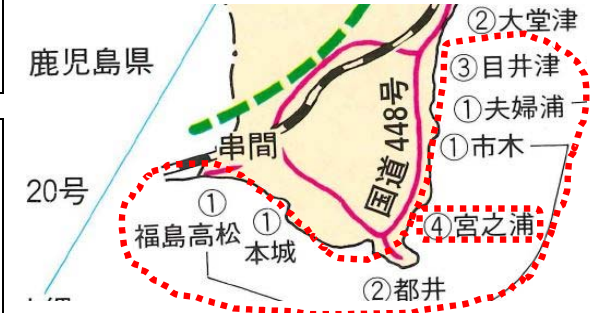 ②大堂津
鹿児島県
③目井津
①夫婦浦
国道448号
①市木
串間
20号
①
福島高松
①
本城
④宮之浦
②都井